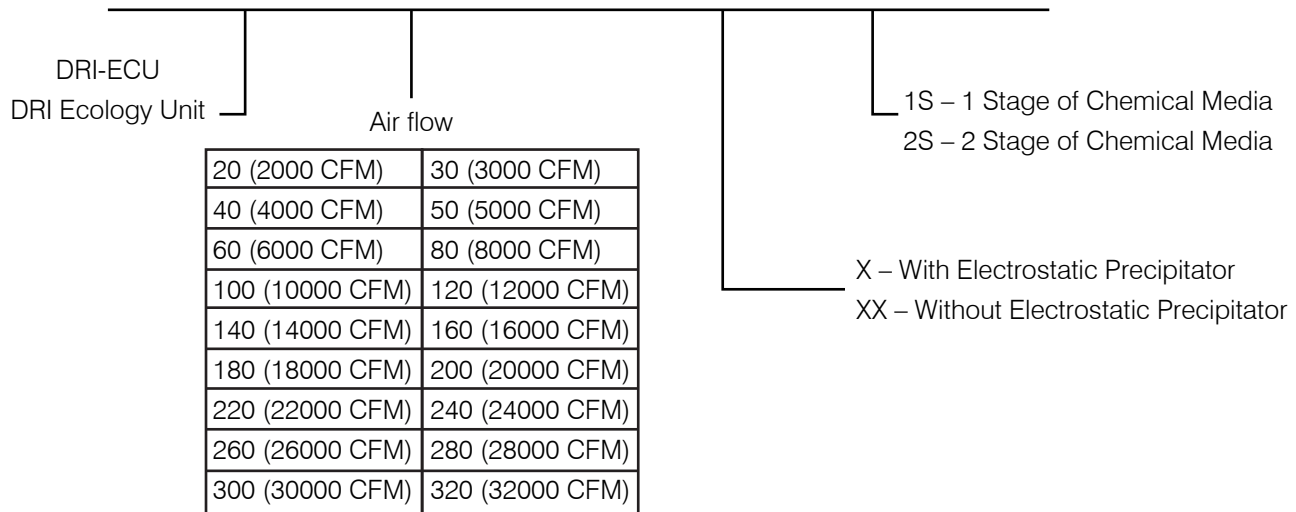 DRI-ECU
DRI Ecology Unit
Air flow
20 (2000 CFM) 30 (3000 CFM)
40 (4000 CFM) 50 (5000 CFM)
60 (6000 CFM) 80 (8000 CFM)
100 (10000 CFM) 120 (12000 CFM)
140 (14000 CFM) 160 (16000 CFM)
180 (18000 CFM) 200 (20000 CFM)
220 (22000 CFM) 240 (24000 CFM)
260 (26000 CFM) 280 (28000 CFM)
300 (30000 CFM) 320 (32000 CFM)
1S – 1 Stage of Chemical Media
2S – 2 Stage of Chemical Media
X – With Electrostatic Precipitator
XX – Without Electrostatic Precipitator